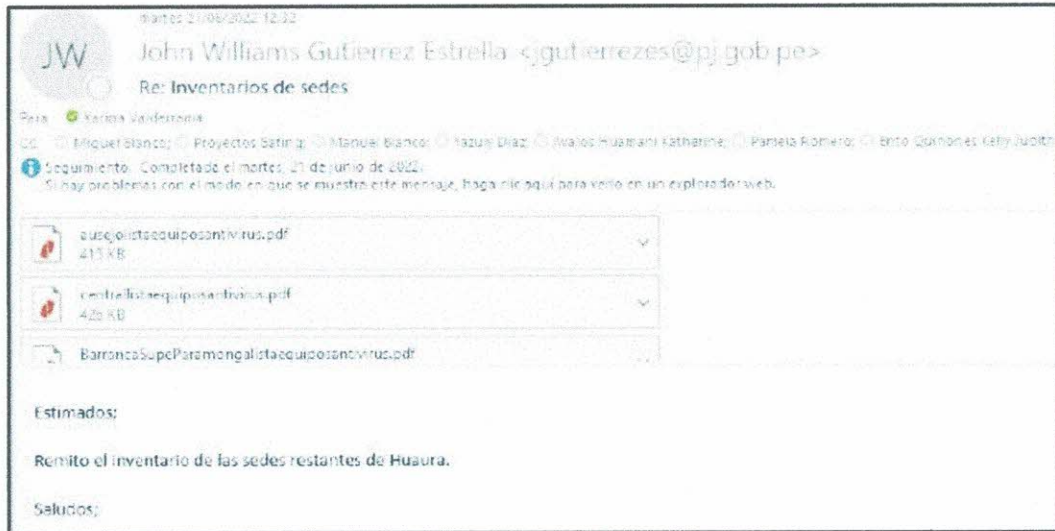 martes 21/06/2022 12:32
JW
John Williams Gutierrez Estrella <jgutierrezes@pj.gob.pe>
Re: Inventarios de sedes
Para Karina Valderrama
Cc Miguel Blanco; Proyectos Sating; Manuel Blanco; Yazuly Diaz; Avalos Huamani Katherine; Pamela Romero; Enso Quiñones Kelly Judith
Seguimiento. Completada el martes, 21 de junio de 2022.
Si hay problemas con el modo en que se muestra este mensaje, haga clic aquí para verlo en un explorador web.
ausejolistaequiposantivirus.pdf
413 KB
centrallistaequiposantivirus.pdf
426 KB
BarrancaSupeParamongalistaequiposantivirus.pdf
Estimados;
Remito el inventario de las sedes restantes de Huaura.
Saludos;